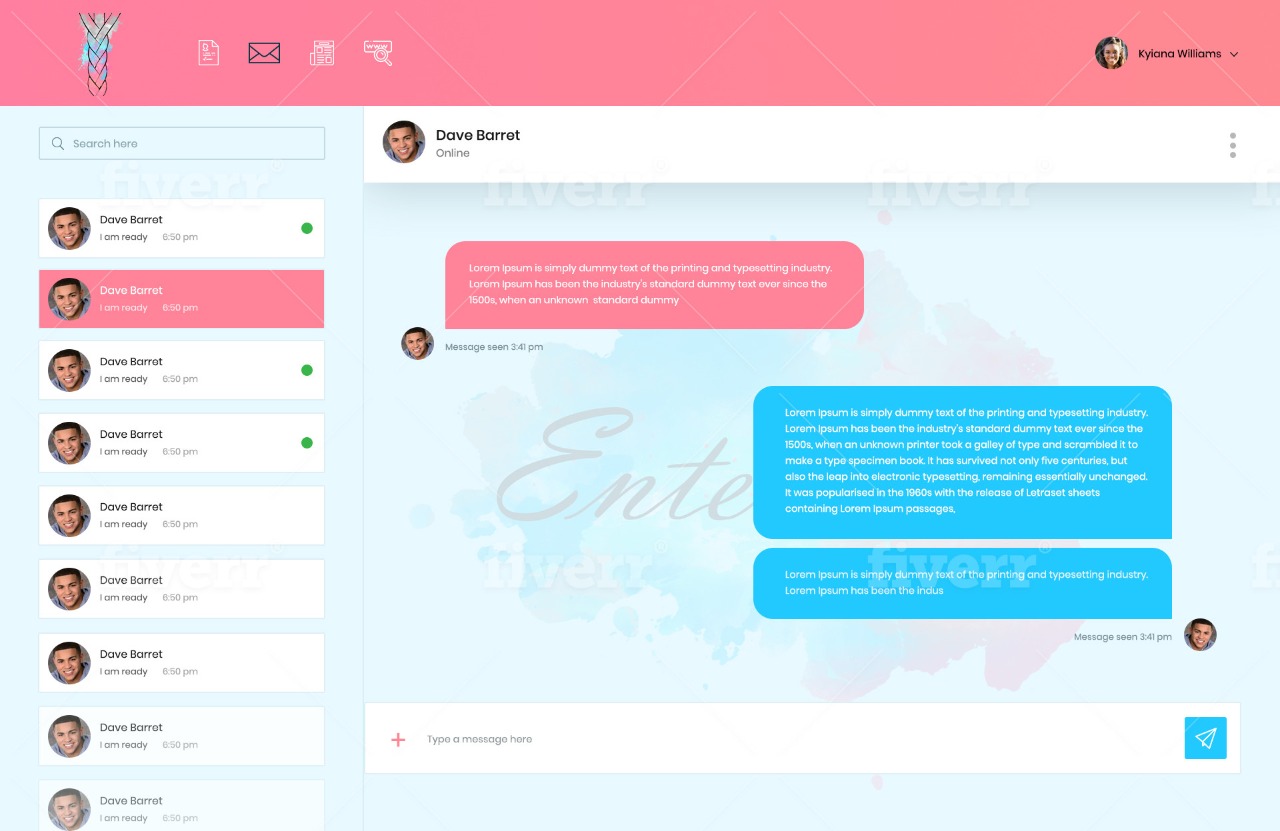 www
Kyiana Williams
Search here
Dave Barret
I am ready 6:50 pm
Dave Barret
I am ready 6:50 pm
Dave Barret
I am ready 6:50 pm
Dave Barret
I am ready 6:50 pm
Dave Barret
I am ready 6:50 pm
Dave Barret
I am ready 6:50 pm
Dave Barret
I am ready 6:50 pm
Dave Barret
I am ready 6:50 pm
Dave Barret
I am ready 6:50 pm
Dave Barret
Online
fiverr®
fiverr®
fiverr®
Lorem Ipsum is simply dummy text of the printing and typesetting industry.
Lorem Ipsum has been the industry's standard dummy text ever since the
1500s, when an unknown standard dummy
Message seen 3:41 pm
Ente
Lorem Ipsum is simply dummy text of the printing and typesetting industry.
Lorem Ipsum has been the industry's standard dummy text ever since the
1500s, when an unknown printer took a galley of type and scrambled it to
make a type specimen book. It has survived not only five centuries, but
also the leap into electronic typesetting, remaining essentially unchanged.
It was popularised in the 1960s with the release of Letraset sheets
containing Lorem Ipsum passages,
fiverr®
fiverr®
fiverr®
Lorem Ipsum is simply dummy text of the printing and typesetting industry.
Lorem Ipsum has been the indus
Message seen 3:41 pm
Type a message here